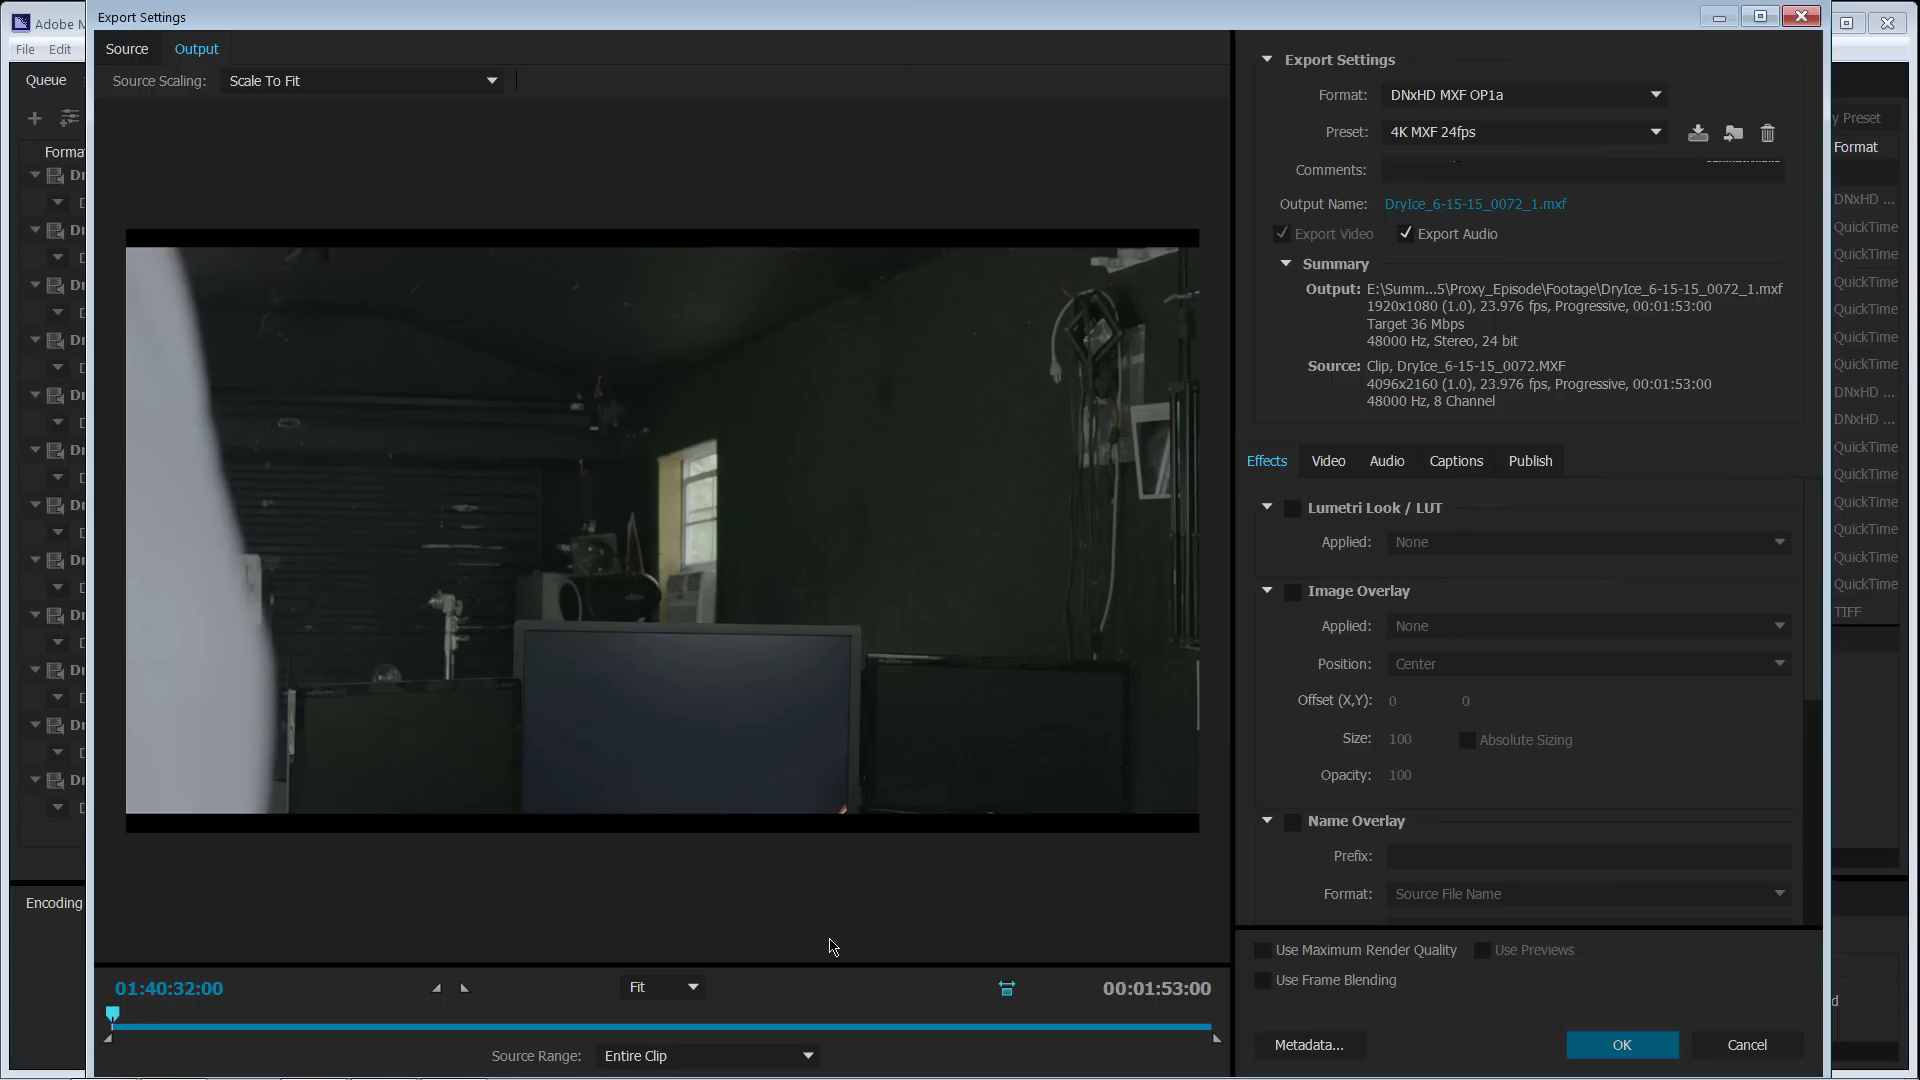 Export Settings
Adobe M
File Edit
Queue
Forma
Encoding
Source Output
Source Scaling: Scale To Fit
01:40:32:00
Fit
00:01:53:00
Source Range: Entire Clip
Export Settings
Format: DNxHD MXF OP1a
Preset: 4K MXF 24fps
Comments:
Output Name: DryIce_6-15-15_0072_1.mxf
Export Video Export Audio
Summary
Output: E:\Summ...5\Proxy_Episode\Footage\DryIce_6-15-15_0072_1.mxf
1920x1080 (1.0), 23.976 fps, Progressive, 00:01:53:00
Target 36 Mbps
48000 Hz, Stereo, 24 bit
Source: Clip, DryIce_6-15-15_0072.MXF
4096x2160 (1.0), 23.976 fps, Progressive, 00:01:53:00
48000 Hz, 8 Channel
Effects Video Audio Captions Publish
Lumetri Look / LUT
Applied: None
Image Overlay
Applied: None
Position: Center
Offset (X,Y): 0 0
Size: 100 Absolute Sizing
Opacity: 100
Name Overlay
Prefix:
Format: Source File Name
Use Maximum Render Quality Use Previews
Use Frame Blending
Metadata... OK Cancel
y Preset
Format
DNxHD ...
QuickTime
QuickTime
QuickTime
QuickTime
QuickTime
QuickTime
DNxHD ...
DNxHD ...
QuickTime
QuickTime
QuickTime
QuickTime
QuickTime
QuickTime
TIFF
d